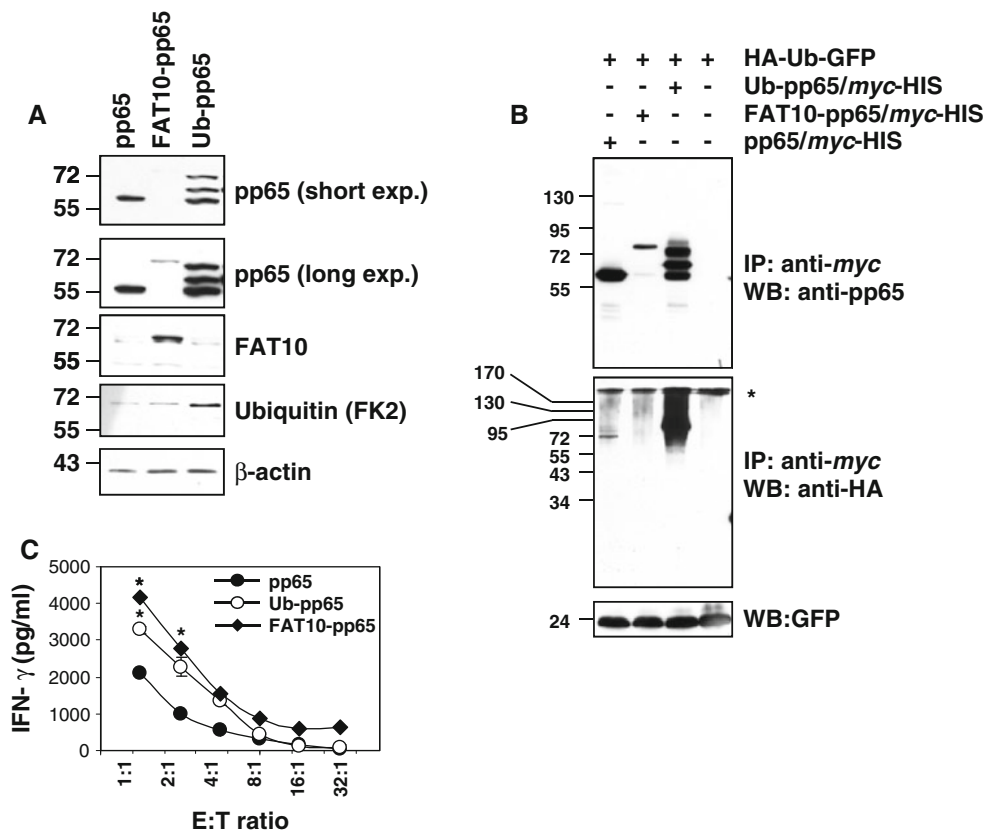 A
pp65
FAT10-pp65
Ub-pp65
72
55
pp65 (short exp.)
72
55
pp65 (long exp.)
72
55
FAT10
72
55
Ubiquitin (FK2)
43
β-actin
B
+ + + + HA-Ub-GFP
- - + - Ub-pp65/myc-HIS
- + - - FAT10-pp65/myc-HIS
+ - - - pp65/myc-HIS
130
95
72
55
IP: anti-myc
WB: anti-pp65
170
130
95
72
55
43
34
*
IP: anti-myc
WB: anti-HA
24
WB:GFP
C
IFN- γ (pg/ml)
5000
4000
3000
2000
1000
0
* * *
pp65
Ub-pp65
FAT10-pp65
1:1 2:1 4:1 8:1 16:1 32:1
E:T ratio